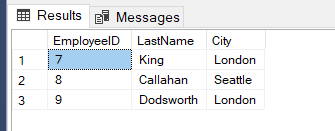 Results Messages
EmployeeID LastName City
1 7 King London
2 8 Callahan Seattle
3 9 Dodsworth London